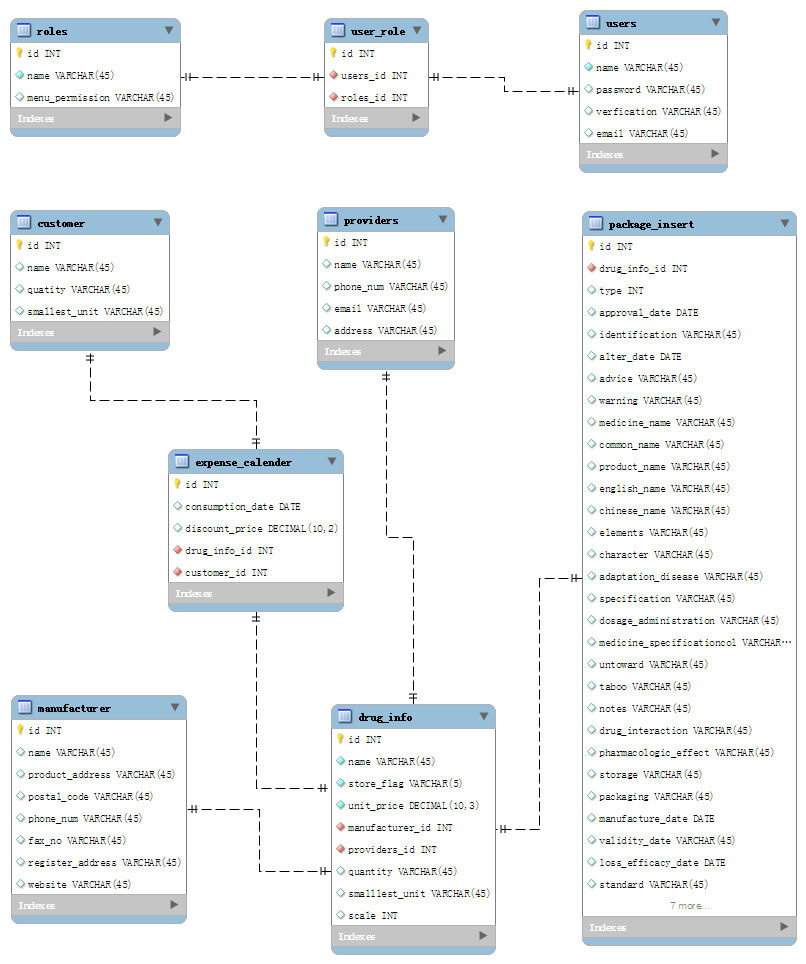 roles
id INT
name VARCHAR(45)
menu_permission VARCHAR(45)
Indexes
user_role
id INT
users_id INT
roles_id INT
Indexes
users
id INT
name VARCHAR(45)
password VARCHAR(45)
verfication VARCHAR(45)
email VARCHAR(45)
Indexes
customer
id INT
name VARCHAR(45)
quatity VARCHAR(45)
smallest_unit VARCHAR(45)
Indexes
providers
id INT
name VARCHAR(45)
phone_num VARCHAR(45)
email VARCHAR(45)
address VARCHAR(45)
Indexes
package_insert
id INT
drug_info_id INT
type INT
approval_date DATE
identification VARCHAR(45)
alter_date DATE
advice VARCHAR(45)
warning VARCHAR(45)
medicine_name VARCHAR(45)
common_name VARCHAR(45)
product_name VARCHAR(45)
english_name VARCHAR(45)
chinese_name VARCHAR(45)
elements VARCHAR(45)
character VARCHAR(45)
adaptation_disease VARCHAR(45)
specification VARCHAR(45)
dosage_administration VARCHAR(45)
medicine_specificationcol VARCHAR···
untoward VARCHAR(45)
taboo VARCHAR(45)
notes VARCHAR(45)
drug_interaction VARCHAR(45)
pharmacologic_effect VARCHAR(45)
storage VARCHAR(45)
packaging VARCHAR(45)
manufacture_date DATE
validity_date VARCHAR(45)
loss_efficacy_date DATE
standard VARCHAR(45)
7 more...
Indexes
expense_calender
id INT
consumption_date DATE
discount_price DECIMAL(10,2)
drug_info_id INT
customer_id INT
Indexes
manufacturer
id INT
name VARCHAR(45)
product_address VARCHAR(45)
postal_code VARCHAR(45)
phone_num VARCHAR(45)
fax_no VARCHAR(45)
register_address VARCHAR(45)
website VARCHAR(45)
Indexes
drug_info
id INT
name VARCHAR(45)
store_flag VARCHAR(5)
unit_price DECIMAL(10,3)
manufacturer_id INT
providers_id INT
quantity VARCHAR(45)
smalllest_unit VARCHAR(45)
scale INT
Indexes